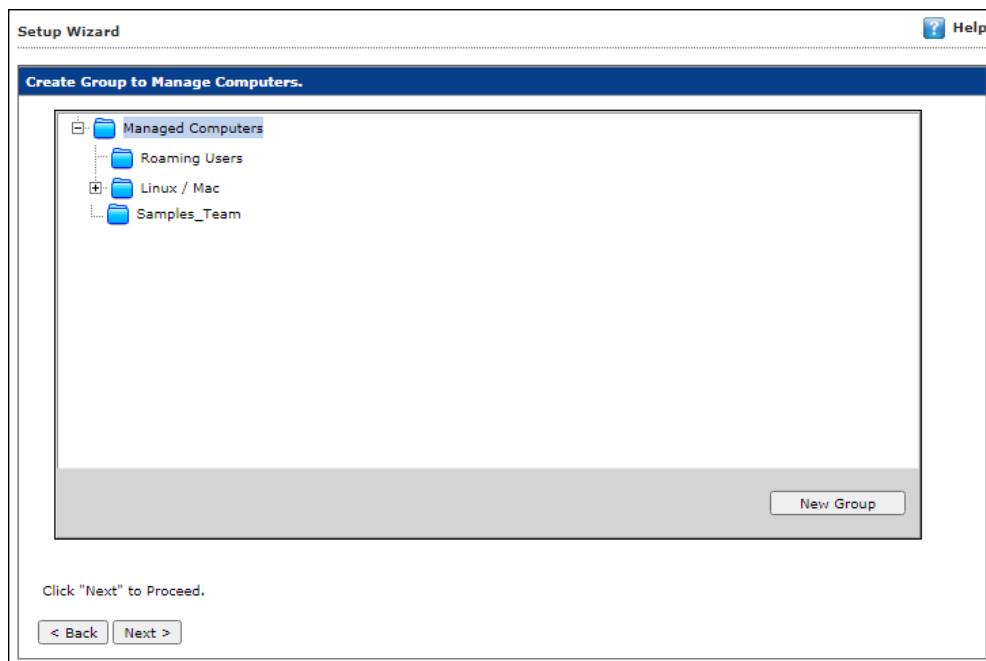 Setup Wizard
Help
Create Group to Manage Computers.
Managed Computers
Roaming Users
Linux / Mac
Samples_Team
New Group
Click "Next" to Proceed.
< Back Next >